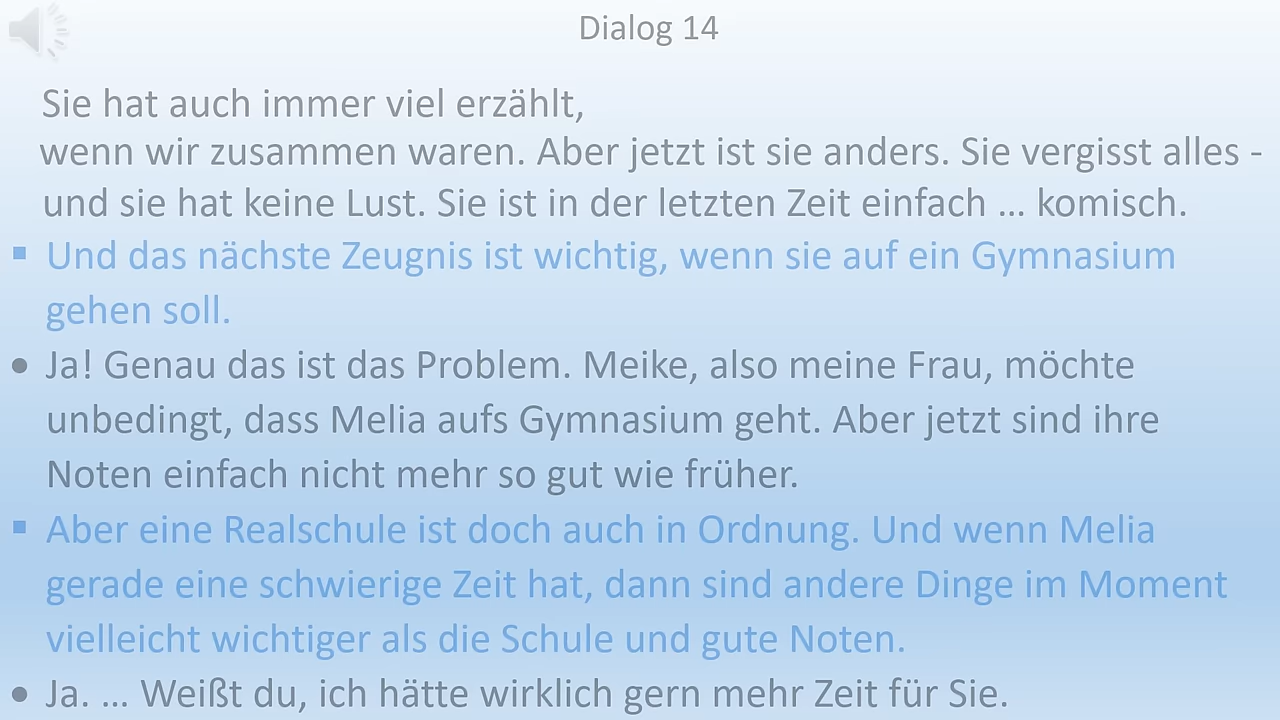 Dialog 14
Sie hat auch immer viel erzählt,
wenn wir zusammen waren. Aber jetzt ist sie anders. Sie vergisst alles -
und sie hat keine Lust. Sie ist in der letzten Zeit einfach … komisch.
▪ Und das nächste Zeugnis ist wichtig, wenn sie auf ein Gymnasium
gehen soll.
• Ja! Genau das ist das Problem. Meike, also meine Frau, möchte
unbedingt, dass Melia aufs Gymnasium geht. Aber jetzt sind ihre
Noten einfach nicht mehr so gut wie früher.
▪ Aber eine Realschule ist doch auch in Ordnung. Und wenn Melia
gerade eine schwierige Zeit hat, dann sind andere Dinge im Moment
vielleicht wichtiger als die Schule und gute Noten.
• Ja. … Weißt du, ich hätte wirklich gern mehr Zeit für Sie.